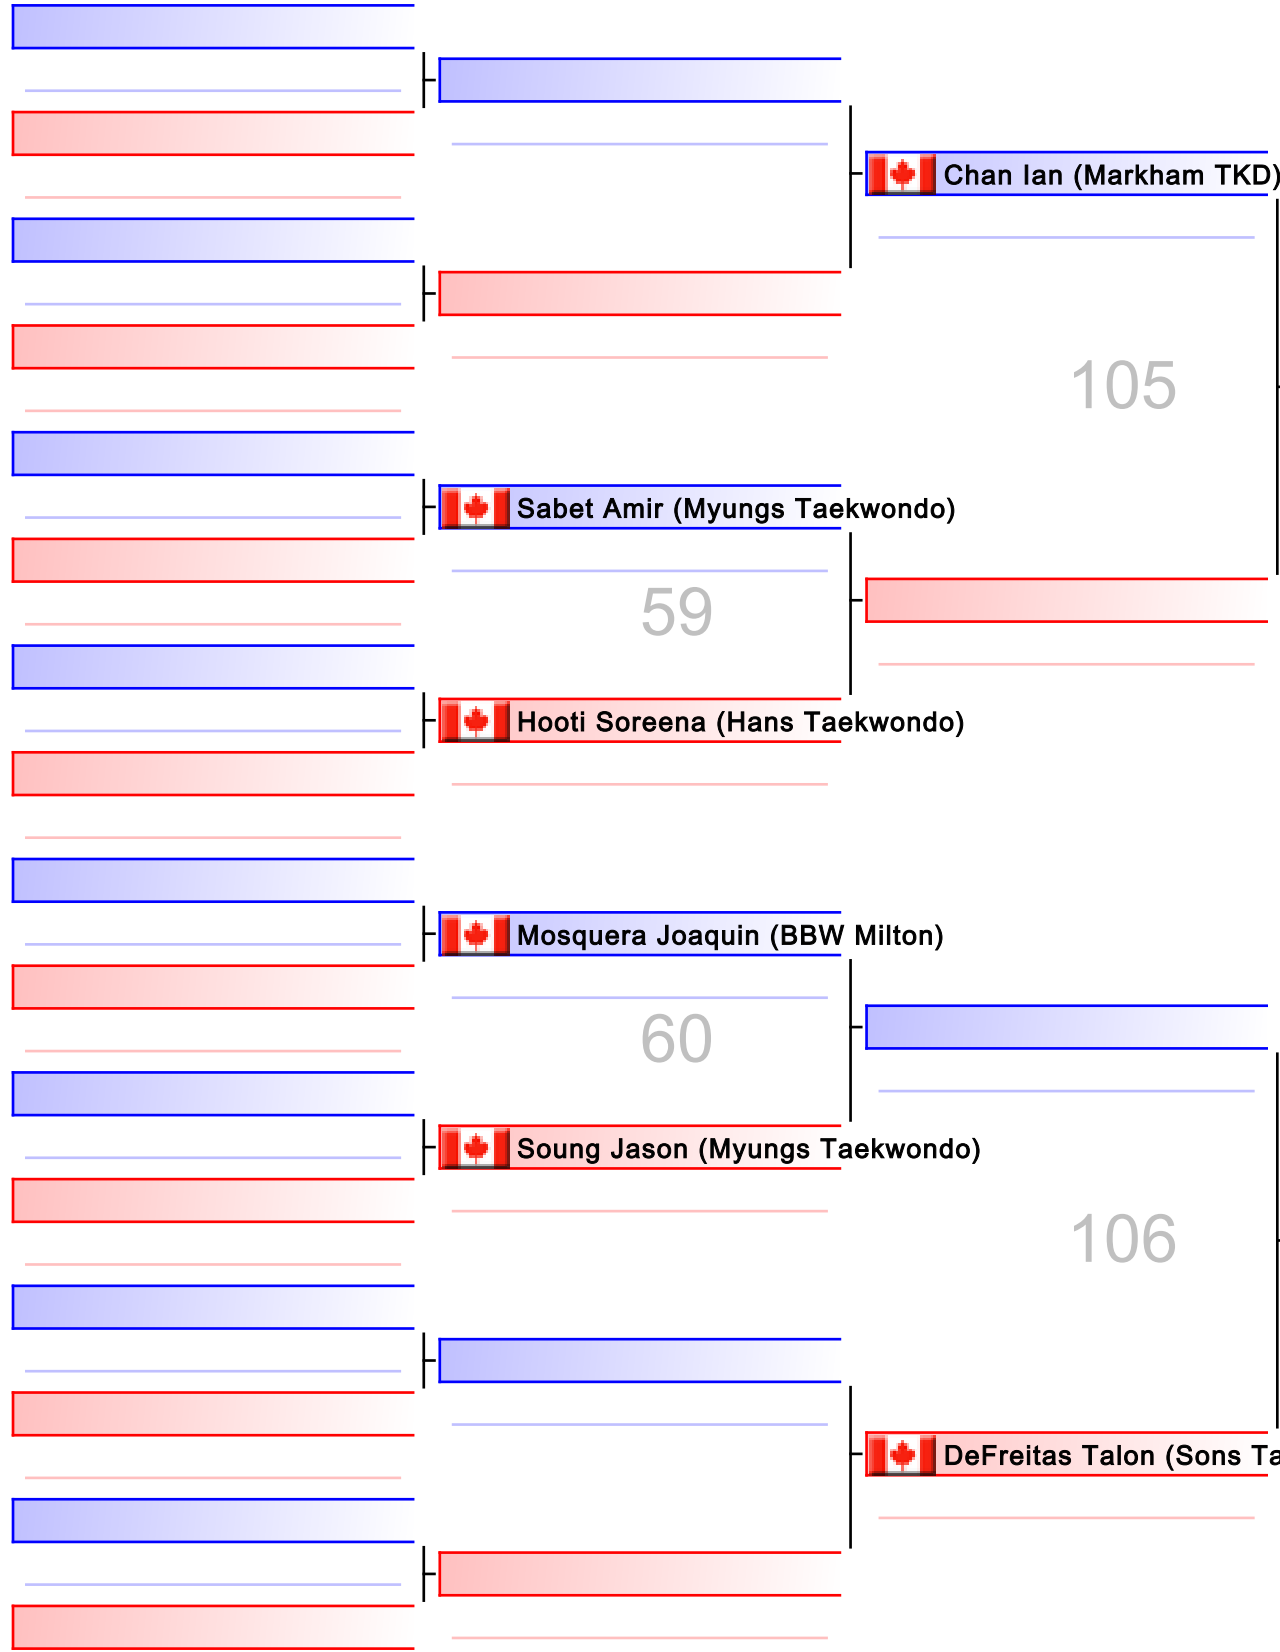 Chan Ian (Markham TKD)
105
Sabet Amir (Myungs Taekwondo)
59
Hooti Soreena (Hans Taekwondo)
Mosquera Joaquin (BBW Milton)
60
Soung Jason (Myungs Taekwondo)
106
DeFreitas Talon (Sons Ta